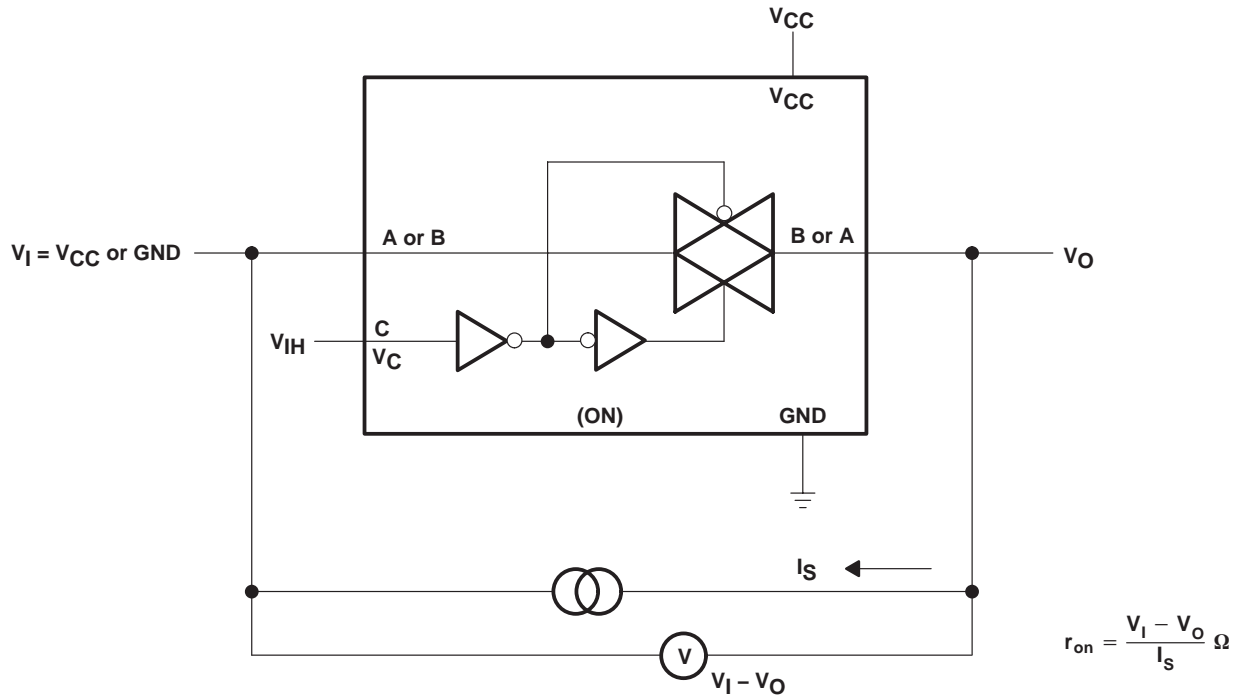 VCC
VCC
A or B
B or A
VI = VCC or GND
VO
C
VIH
VC
(ON)
GND
IS
ron = VI − VO / IS Ω
V
VI – VO